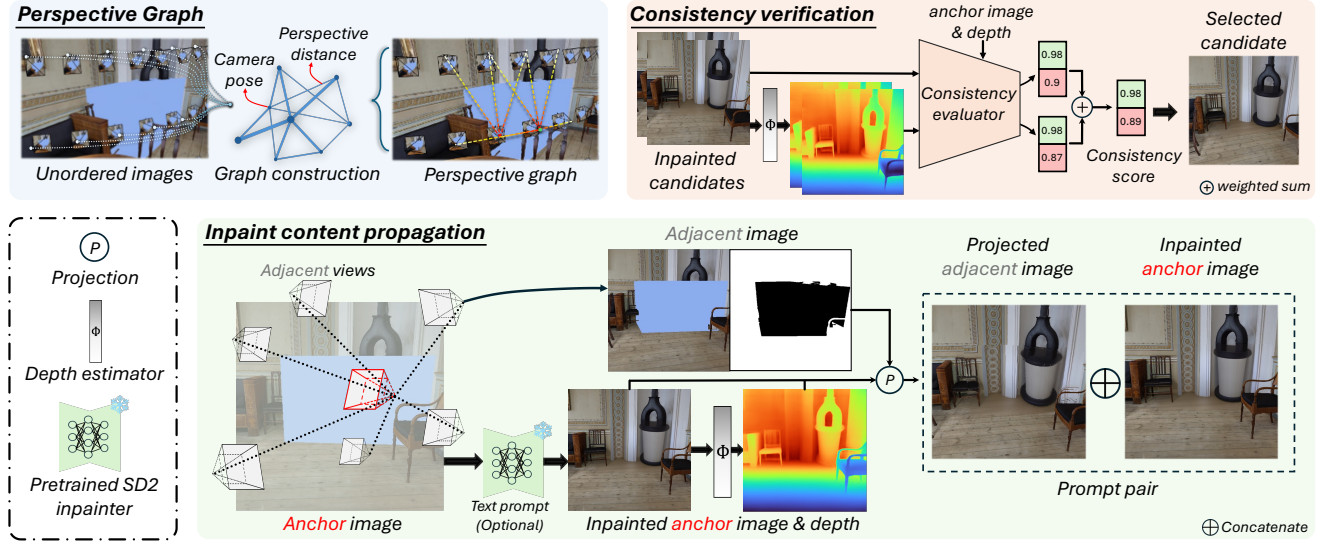 Perspective Graph
Camera
pose
Perspective
distance
Unordered images
Graph construction
Perspective graph
Consistency verification
anchor image
& depth
Selected
candidate
Φ
Consistency
evaluator
0.98
0.9
0.98
0.87
+
0.98
0.89
Inpainted
candidates
Consistency
score
+ weighted sum
P
Projection
Φ
Depth estimator
Pretrained SD2
inpainter
Inpaint content propagation
Adjacent views
Adjacent image
Projected
adjacent image
Inpainted
anchor image
P
Φ
Text prompt
(Optional)
Anchor image
Inpainted anchor image & depth
Prompt pair
⊕ Concatenate